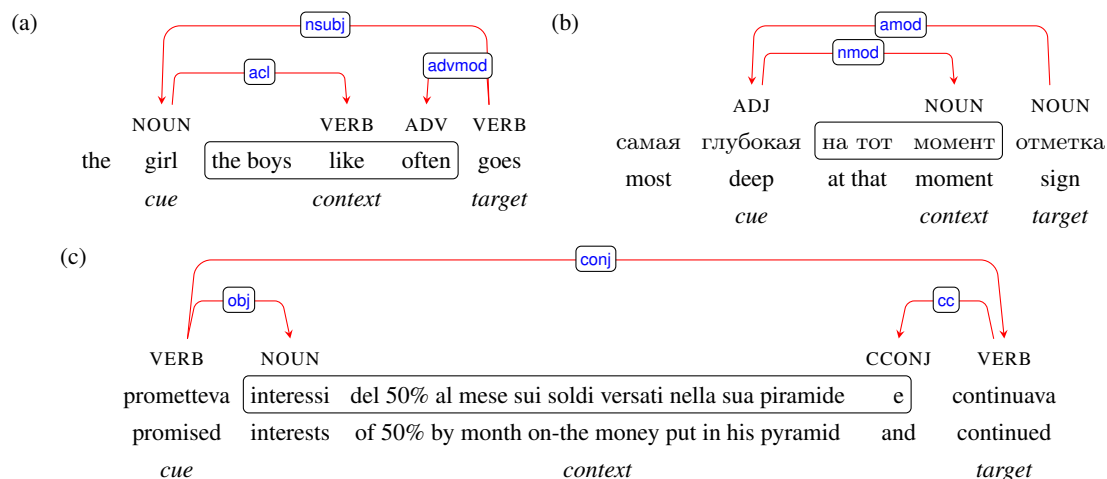 (a)
nsubj
acl
advmod
NOUN VERB ADV VERB
the girl the boys like often goes
cue context target
(b)
amod
nmod
ADJ NOUN NOUN
самая глубокая на тот момент отметка
most deep at that moment sign
cue context target
(c)
conj
obj cc
VERB NOUN CCONJ VERB
prometteva interessi del 50% al mese sui soldi versati nella sua piramide e continuava
promised interests of 50% by month on-the money put in his pyramid and continued
cue context target